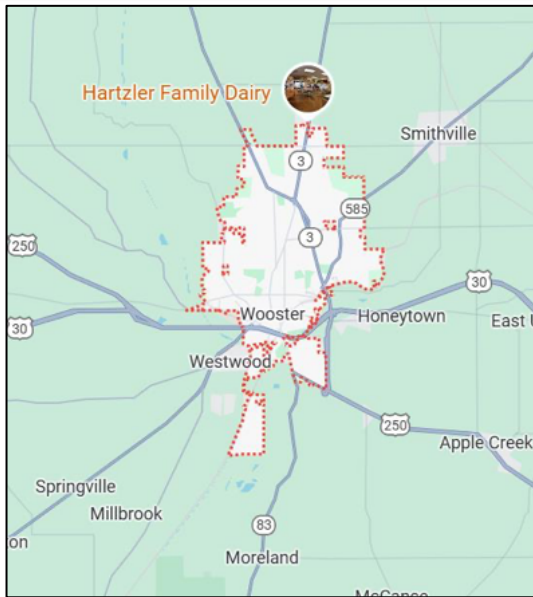 Hartzler Family Dairy
Smithville
3
585
250
3
30
Wooster
Honeytown
30
East U
Westwood
250
Apple Creek
Springville
Millbrook
on
83
Moreland